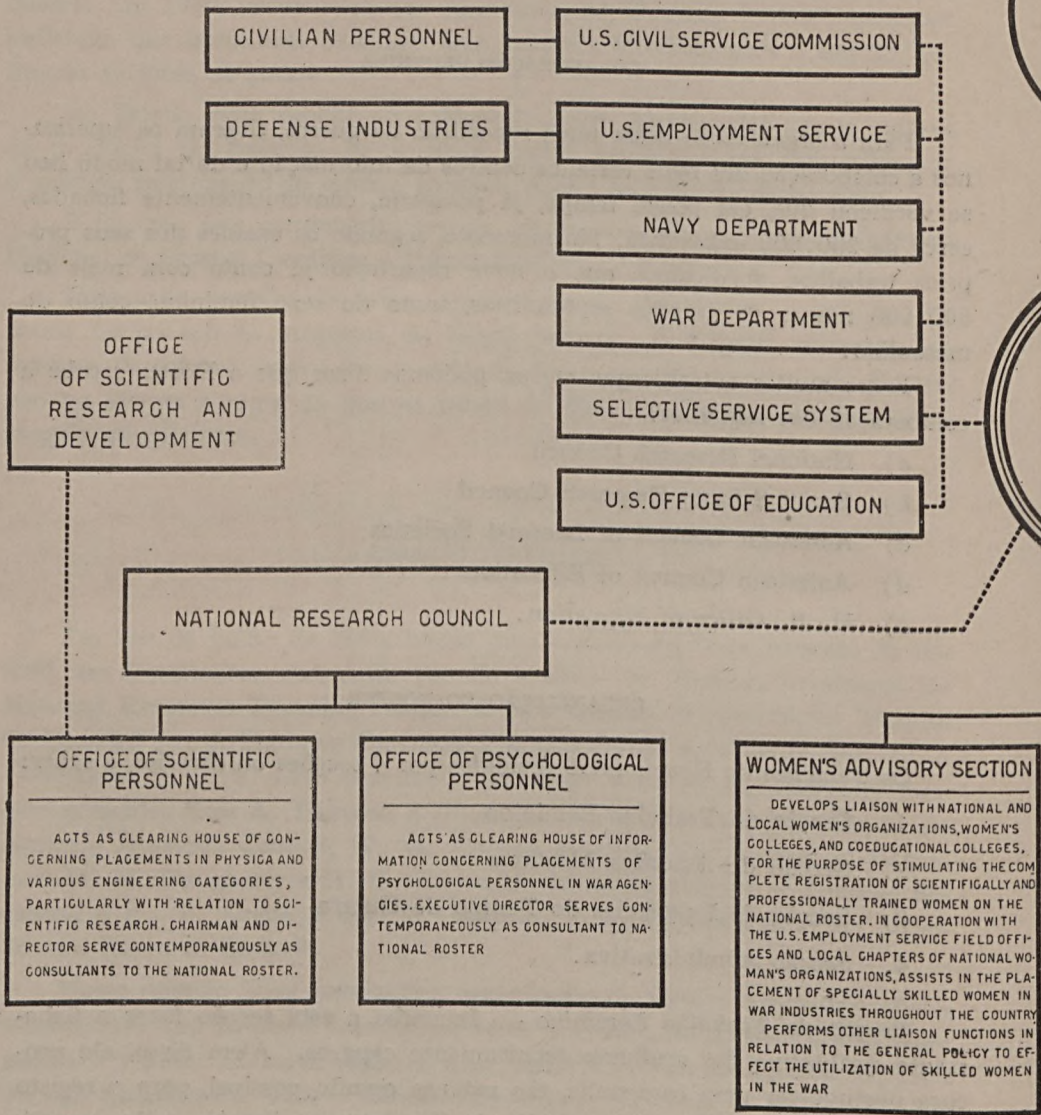 CIVILIAN PERSONNEL
U.S. CIVIL SERVICE COMMISSION
DEFENSE INDUSTRIES
U.S. EMPLOYMENT SERVICE
NAVY DEPARTMENT
WAR DEPARTMENT
SELECTIVE SERVICE SYSTEM
U.S. OFFICE OF EDUCATION
OFFICE
OF SCIENTIFIC
RESEARCH AND
DEVELOPMENT
NATIONAL RESEARCH COUNCIL
OFFICE OF SCIENTIFIC
PERSONNEL
ACTS AS CLEARING HOUSE OF CON-
CERNING PLACEMENTS IN PHYSICA AND
VARIOUS ENGINEERING CATEGORIES,
PARTICULARLY WITH RELATION TO SCI-
ENTIFIC RESEARCH. CHAIRMAN AND DI-
RECTOR SERVE CONTEMPORANEOUSLY AS
CONSULTANTS TO THE NATIONAL ROSTER.
OFFICE OF PSYCHOLOGICAL
PERSONNEL
ACTS AS CLEARING HOUSE OF INFOR-
MATION CONCERNING PLACEMENTS OF
PSYCHOLOGICAL PERSONNEL IN WAR AGEN-
CIES. EXECUTIVE DIRECTOR SERVES CON-
TEMPORANEOUSLY AS CONSULTANT TO NA-
TIONAL ROSTER
WOMEN'S ADVISORY SECTION
DEVELOPS LIAISON WITH NATIONAL AND
LOCAL WOMEN'S ORGANIZATIONS, WOMEN'S
COLLEGES, AND COEDUCATIONAL COLLEGES,
FOR THE PURPOSE OF STIMULATING THE COM
PLETE REGISTRATION OF SCIENTIFICALLY AND
PROFESSIONALLY TRAINED WOMEN ON THE
NATIONAL ROSTER. IN COOPERATION WITH
THE U.S. EMPLOYMENT SERVICE FIELD OFFI-
CES AND LOCAL CHAPTERS OF NATIONAL WO-
MAN'S ORGANIZATIONS, ASSISTS IN THE PLA-
CEMENT OF SPECIALLY SKILLED WOMEN IN
WAR INDUSTRIES THROUGHOUT THE COUNTRY
PERFORMS OTHER LIAISON FUNCTIONS IN
RELATION TO THE GENERAL POLICY TO EF-
FECT THE UTILIZATION OF SKILLED WOMEN
IN THE WAR